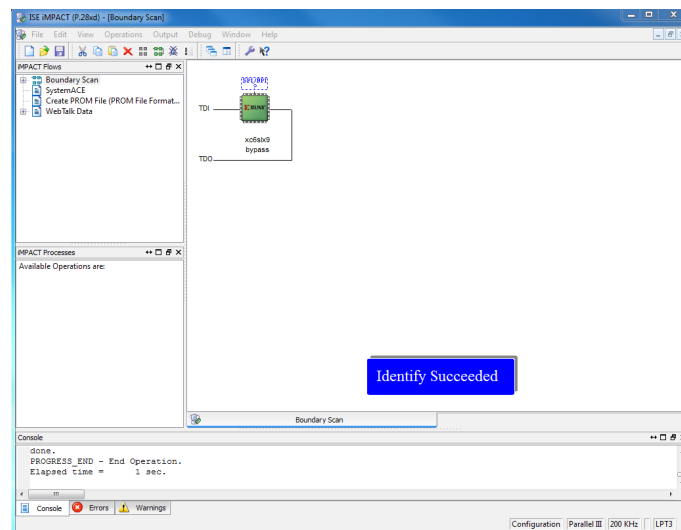 ISE iMPACT (P.28xd) - [Boundary Scan]
File Edit View Operations Output Debug Window Help
iMPACT Flows
Boundary Scan
SystemACE
Create PROM File (PROM File Format...
WebTalk Data
TDI
XILINX
xc6slx9
bypass
TDO
iMPACT Processes
Available Operations are:
Identify Succeeded
Boundary Scan
Console
done.
PROGRESS_END - End Operation.
Elapsed time = 1 sec.
Console Errors Warnings
Configuration Parallel III 200 KHz LPT3